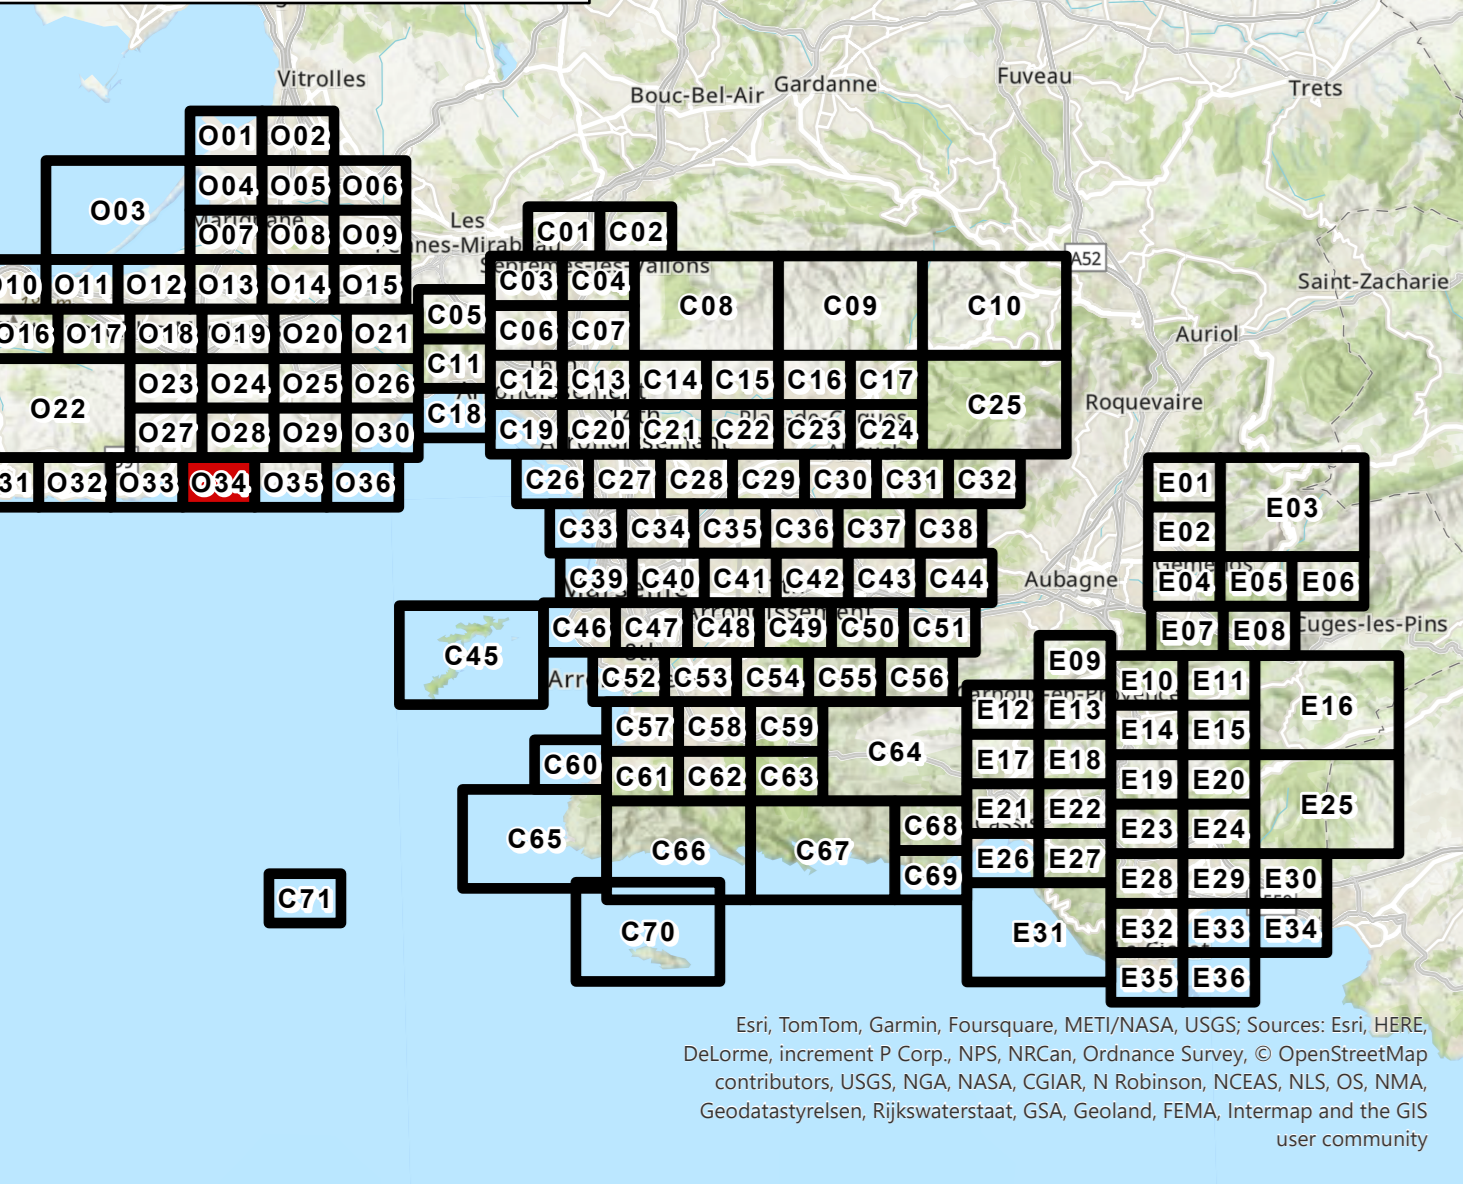 Vitrolles
Bouc-Bel-Air
Gardanne
Fuveau
Trets
O01 O02
O03
O04 O05 O06
Les
C01 C02
O07 O08 O09
A52
O11 O12 O13 O14 O15
C03 C04
C08 C09 C10
Saint-Zacharie
C05
O16 O17 O18 O19 O20 O21
C06 C07
Auriol
C11
O22
O23 O24 O25 O26
C12 C13 C14 C15 C16 C17
C25
Roquevaire
C18
O27 O28 O29 O30
C19 C20 C21 C22 C23 C24
31 O32 O33 O34 O35 O36
C26 C27 C28 C29 C30 C31 C32
E01
E03
C33 C34 C35 C36 C37 C38
E02
C39 C40 C41 C42 C43 C44
Aubagne
E04 E05 E06
C45
C46 C47 C48 C49 C50 C51
E07 E08
Cuges-les-Pins
E09
C52 C53 C54 C55 C56
E10 E11
E16
E12 E13
C57 C58 C59
C64
E14 E15
C60
C61 C62 C63
E17 E18
E19 E20
E25
C65
C66 C67
C68
E21 E22
E23 E24
C69
E26 E27
E28 E29 E30
C71
C70
E31
E32 E33 E34
E35 E36
Esri, TomTom, Garmin, Foursquare, METI/NASA, USGS; Sources: Esri, HERE,
DeLorme, increment P Corp., NPS, NRCan, Ordnance Survey, © OpenStreetMap
contributors, USGS, NGA, NASA, CGIAR, N Robinson, NCEAS, NLS, OS, NMA,
Geodatastyrelsen, Rijkswaterstaat, GSA, Geoland, FEMA, Intermap and the GIS
user community